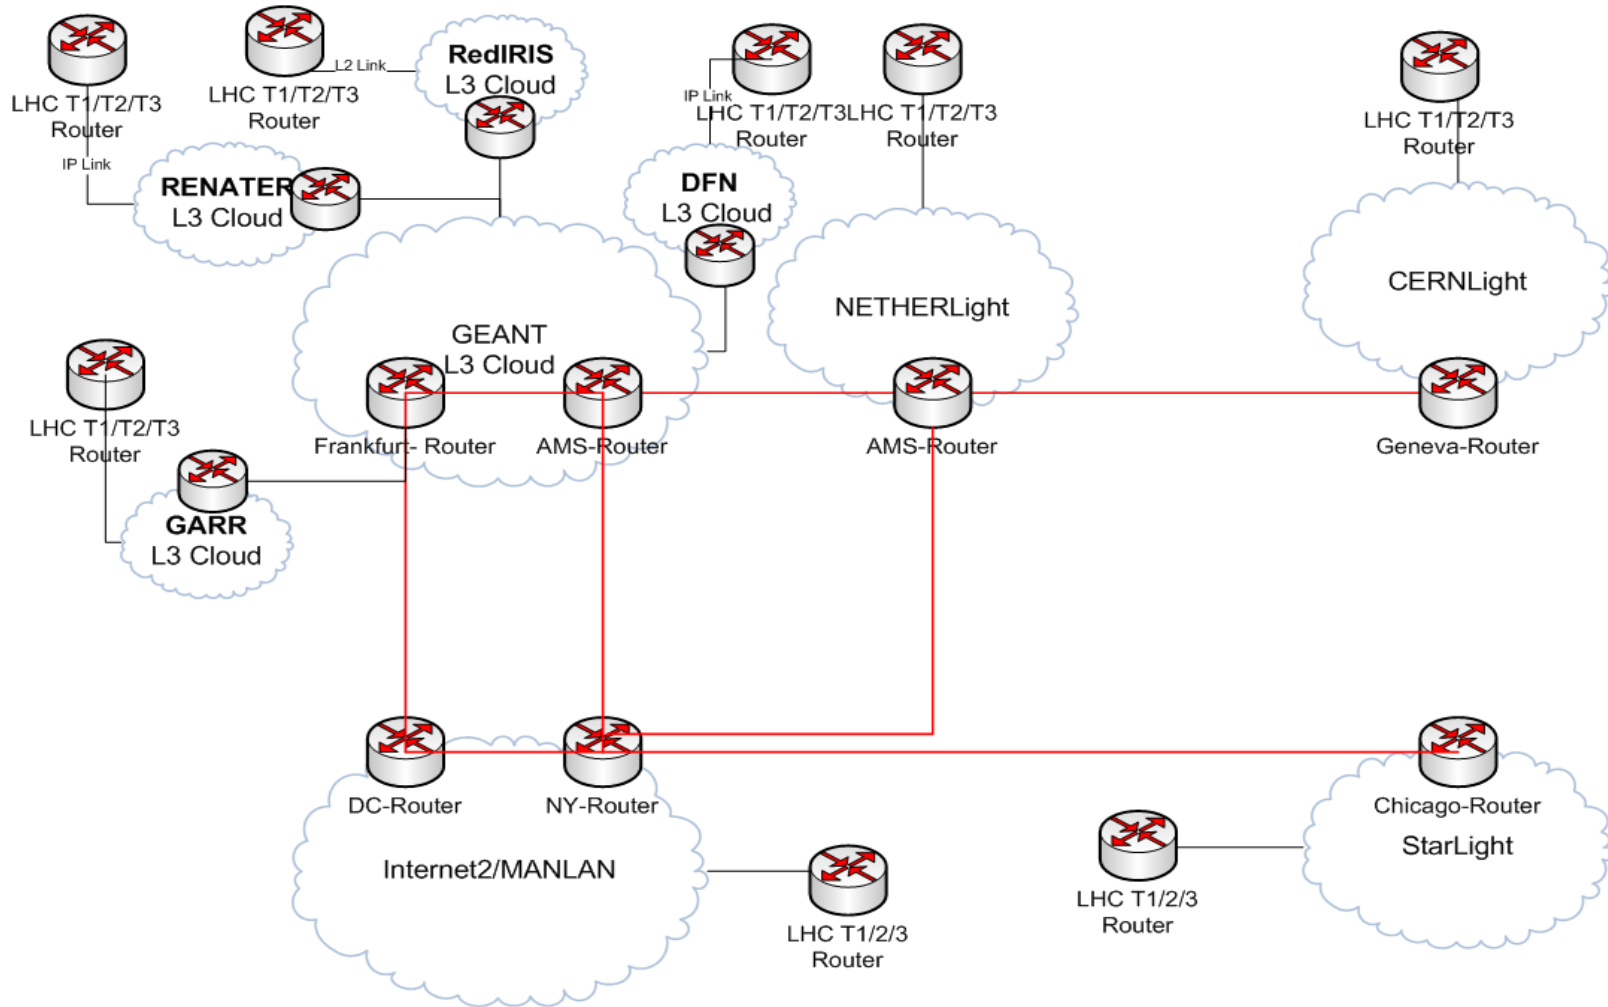 LHC T1/T2/T3
Router
IP Link
LHC T1/T2/T3
Router
L2 Link
RedIRIS
L3 Cloud
RENATER
L3 Cloud
IP Link
LHC T1/T2/T3
Router
DFN
L3 Cloud
LHC T1/T2/T3
Router
NETHERLight
LHC T1/T2/T3
Router
CERNLight
GEANT
L3 Cloud
Frankfurt- Router
AMS-Router
AMS-Router
Geneva-Router
LHC T1/T2/T3
Router
GARR
L3 Cloud
DC-Router
NY-Router
Internet2/MANLAN
LHC T1/2/3
Router
Chicago-Router
StarLight
LHC T1/2/3
Router